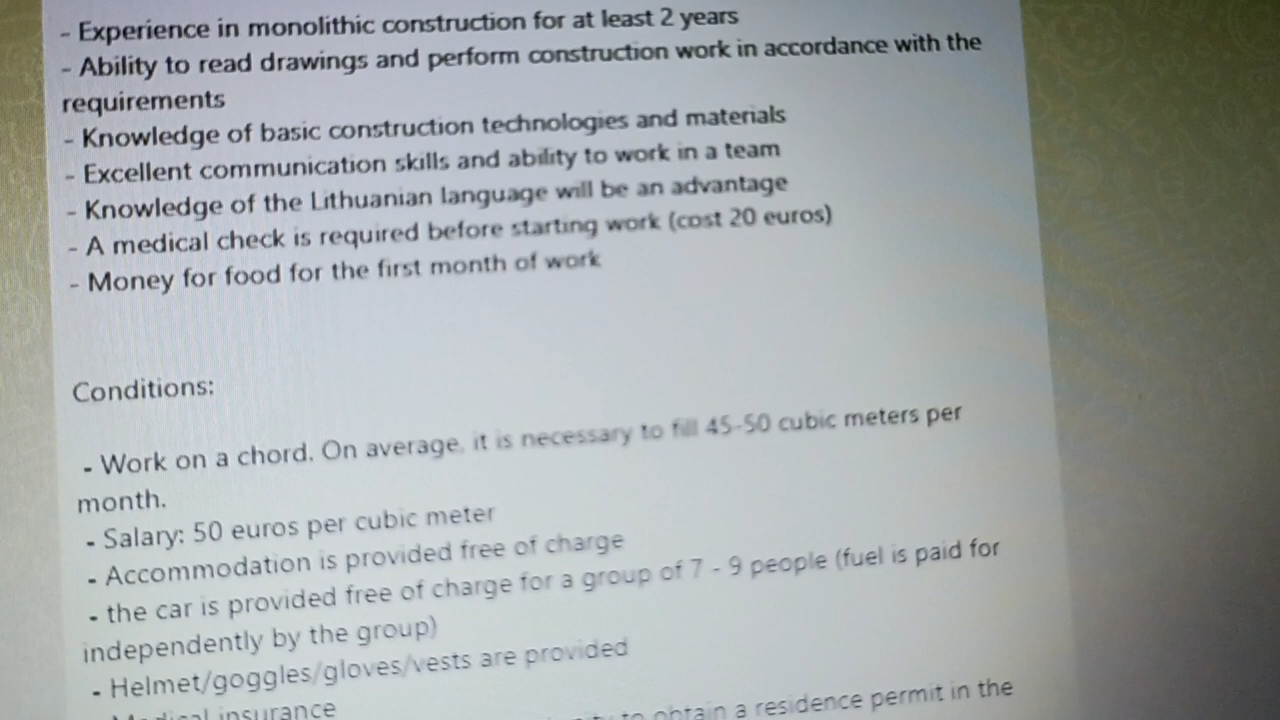 - Experience in monolithic construction for at least 2 years
- Ability to read drawings and perform construction work in accordance with the
requirements
- Knowledge of basic construction technologies and materials
- Excellent communication skills and ability to work in a team
- Knowledge of the Lithuanian language will be an advantage
- A medical check is required before starting work (cost 20 euros)
- Money for food for the first month of work
Conditions:
- Work on a chord. On average, it is necessary to fill 45-50 cubic meters per
month.
- Salary: 50 euros per cubic meter
- Accommodation is provided free of charge
- the car is provided free of charge for a group of 7 - 9 people (fuel is paid for
independently by the group)
- Helmet/goggles/gloves/vests are provided
- Medical insurance
to obtain a residence permit in the